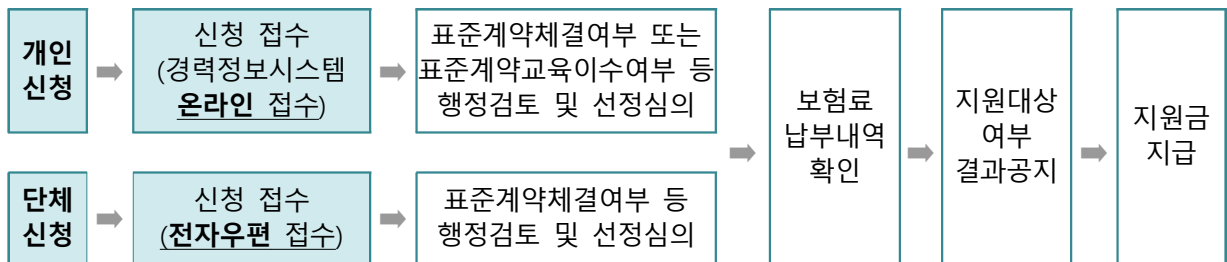 개인
신청
신청 접수
(경력정보시스템
온라인 접수)
표준계약체결여부 또는
표준계약교육이수여부 등
행정검토 및 선정심의
단체
신청
신청 접수
(전자우편 접수)
표준계약체결여부 등
행정검토 및 선정심의
보험료
납부내역
확인
지원대상
여부
결과공지
지원금
지급